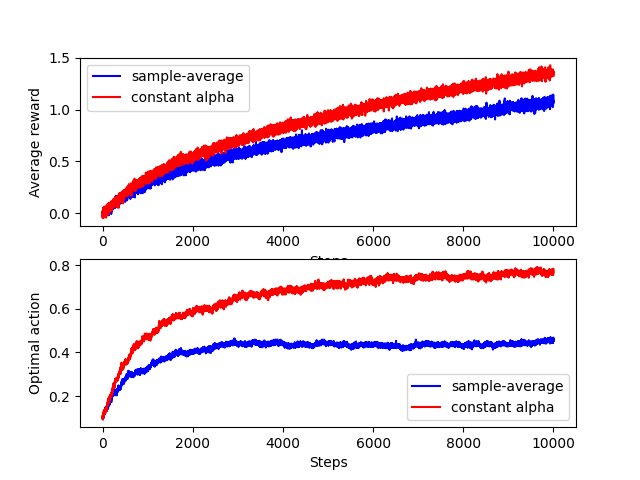 1.5
sample-average
constant alpha
1.0
Average reward
0.5
0.0
0 2000 4000 6000 8000 10000
Steps
0.8
0.6
Optimal action
0.4
sample-average
0.2
constant alpha
0 2000 4000 6000 8000 10000
Steps